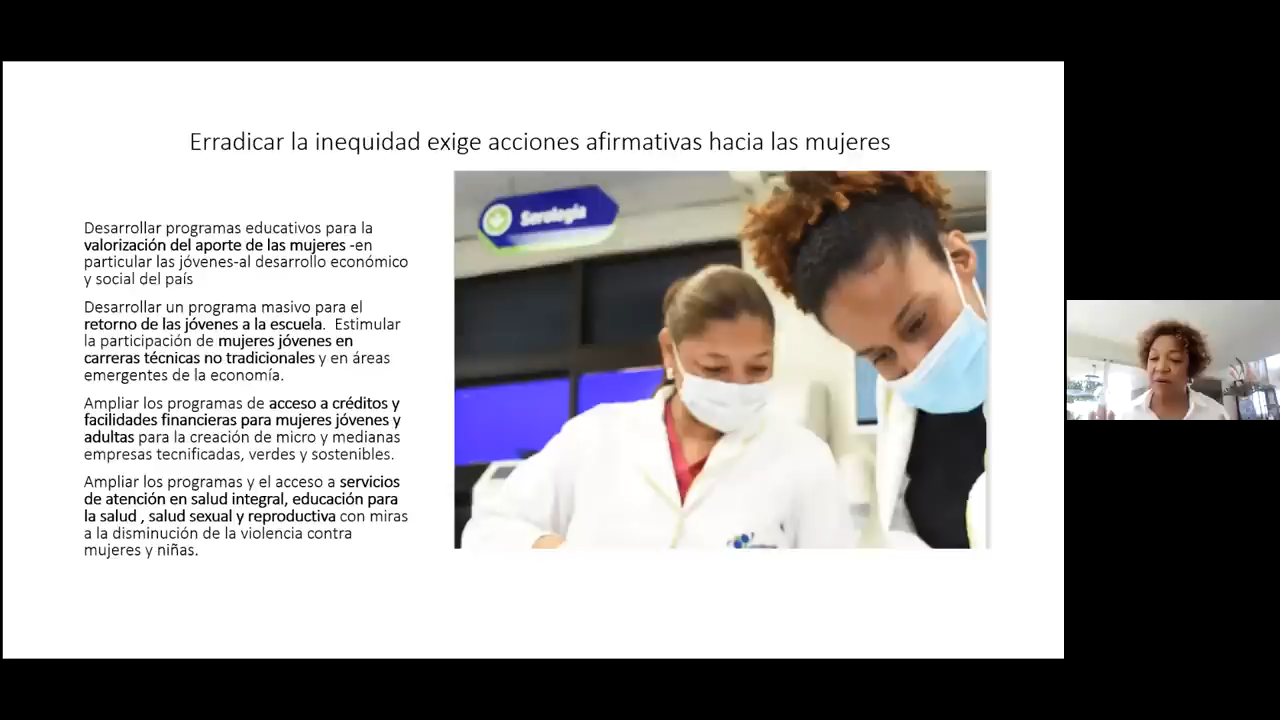 Erradicar la inequidad exige acciones afirmativas hacia las mujeres
Desarrollar programas educativos para la
valorización del aporte de las mujeres -en
particular las jóvenes-al desarrollo económico
y social del país
Desarrollar un programa masivo para el
retorno de las jóvenes a la escuela.  Estimular
la participación de mujeres jóvenes en
carreras técnicas no tradicionales y en áreas
emergentes de la economía.
Ampliar los programas de acceso a créditos y
facilidades financieras para mujeres jóvenes y
adultas para la creación de micro y medianas
empresas tecnificadas, verdes y sostenibles.
Ampliar los programas y el acceso a servicios
de atención en salud integral, educación para
la salud , salud sexual y reproductiva con miras
a la disminución de la violencia contra
mujeres y niñas.
Serología